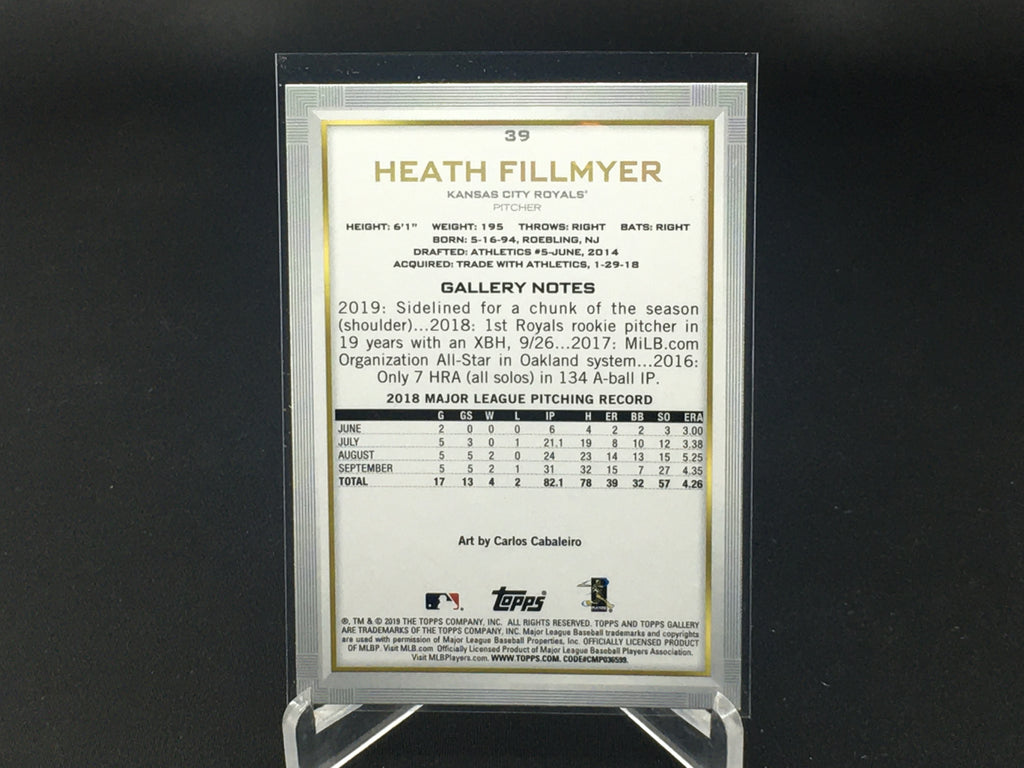 39
HEATH FILLMYER
KANSAS CITY ROYALS®
PITCHER
HEIGHT: 6'1" WEIGHT: 195 THROWS: RIGHT BATS: RIGHT
BORN: 5-16-94, ROEBLING, NJ
DRAFTED: ATHLETICS #5-JUNE, 2014
ACQUIRED: TRADE WITH ATHLETICS, 1-29-18
GALLERY NOTES
2019: Sidelined for a chunk of the season
(shoulder)...2018: 1st Royals rookie pitcher in
19 years with an XBH, 9/26...2017: MiLB.com
Organization All-Star in Oakland system...2016:
Only 7 HRA (all solos) in 134 A-ball IP.
2018 MAJOR LEAGUE PITCHING RECORD
G GS W L IP H ER BB SO ERA
JUNE 2 0 0 0 6 4 2 2 3 3.00
JULY 5 3 0 1 21.1 19 8 10 12 3.38
AUGUST 5 5 2 0 24 23 14 13 15 5.25
SEPTEMBER 5 5 2 1 31 32 15 7 27 4.35
TOTAL 17 13 4 2 82.1 78 39 32 57 4.26
Art by Carlos Cabaleiro
Topps®
PLAYERS
®, TM & © 2019 THE TOPPS COMPANY, INC. ALL RIGHTS RESERVED. TOPPS AND TOPPS GALLERY
ARE TRADEMARKS OF THE TOPPS COMPANY, INC. Major League Baseball trademarks and copyrights
are used with permission of Major League Baseball Properties, Inc. OFFICIALLY LICENSED PRODUCT
OF MLBP. Visit MLB.com Officially Licensed Product of Major League Baseball Players Association.
Visit MLBPlayers.com. WWW.TOPPS.COM. CODE#CMP036599.